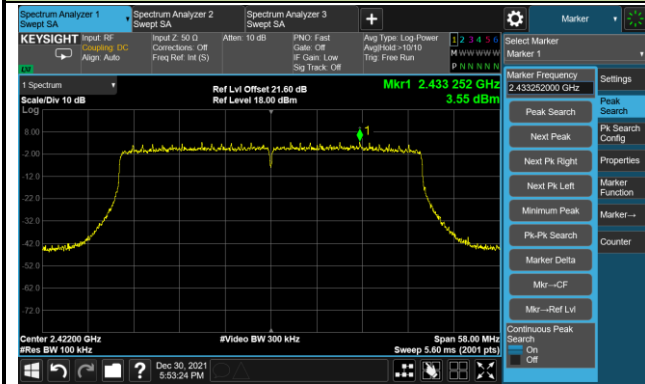 Spectrum Analyzer 1
Swept SA
Spectrum Analyzer 2
Swept SA
Spectrum Analyzer 3
Swept SA
Marker
KEYSIGHT
Input: RF
Coupling: DC
Align: Auto
Input Z: 50 Ω
Corrections: Off
Freq Ref: Int (S)
Atten: 10 dB
PNO: Fast
Gate: Off
IF Gain: Low
Sig Track: Off
Avg Type: Log-Power
Avg|Hold:>10/10
Trig: Free Run
1 2 3 4 5 6
M W W W W W
P N N N N N
Select Marker
Marker 1
1 Spectrum
Scale/Div 10 dB
Log
Ref Lvl Offset 21.60 dB
Ref Level 18.00 dBm
Mkr1 2.433 252 GHz
3.55 dBm
8.00
-2.00
-12.0
-22.0
-32.0
-42.0
-52.0
-62.0
-72.0
1
Center 2.42200 GHz
#Res BW 100 kHz
#Video BW 300 kHz
Span 58.00 MHz
Sweep 5.60 ms (2001 pts)
Marker Frequency
2.433252000 GHz
Peak Search
Next Peak
Next Pk Right
Next Pk Left
Minimum Peak
Pk-Pk Search
Marker Delta
Mkr→CF
Mkr→Ref Lvl
Continuous Peak
Search
On
Off
Settings
Peak
Search
Pk Search
Config
Properties
Marker
Function
Marker→
Counter
Dec 30, 2021
5:53:24 PM